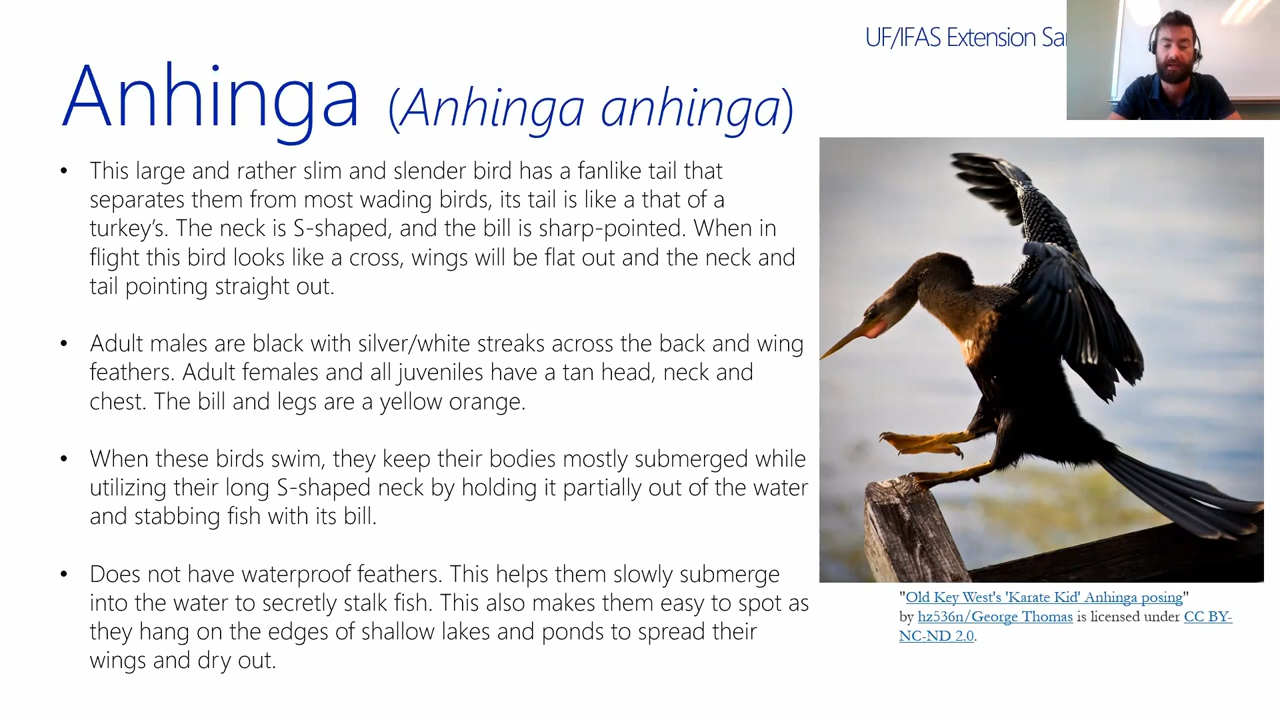 UF/IFAS Extension
Anhinga (Anhinga anhinga)
• This large and rather slim and slender bird has a fanlike tail that
separates them from most wading birds, its tail is like a that of a
turkey's. The neck is S-shaped, and the bill is sharp-pointed. When in
flight this bird looks like a cross, wings will be flat out and the neck and
tail pointing straight out.
• Adult males are black with silver/white streaks across the back and wing
feathers. Adult females and all juveniles have a tan head, neck and
chest. The bill and legs are a yellow orange.
• When these birds swim, they keep their bodies mostly submerged while
utilizing their long S-shaped neck by holding it partially out of the water
and stabbing fish with its bill.
• Does not have waterproof feathers. This helps them slowly submerge
into the water to secretly stalk fish. This also makes them easy to spot as
they hang on the edges of shallow lakes and ponds to spread their
wings and dry out.
"Old Key West's 'Karate Kid' Anhinga posing"
by hz536n/George Thomas is licensed under CC BY-
NC-ND 2.0.